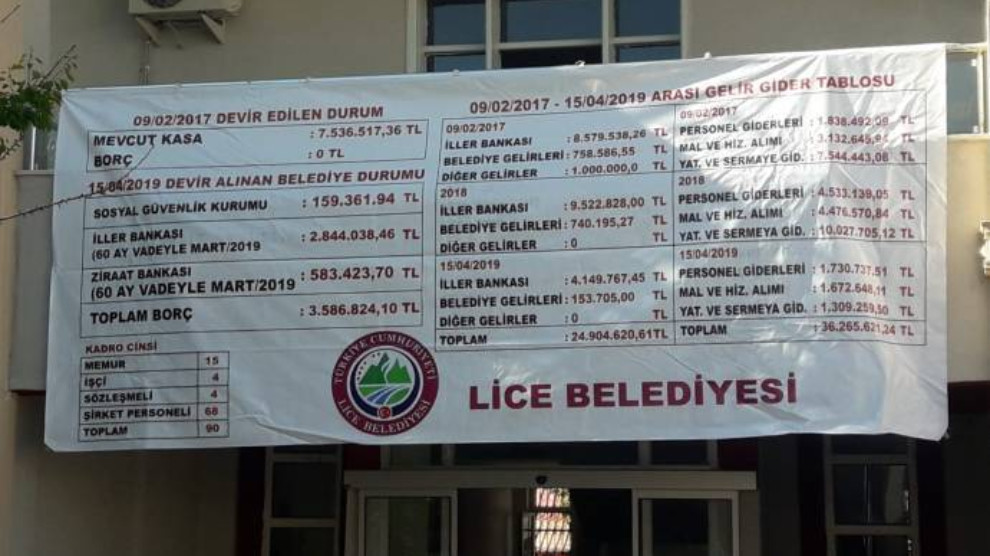 09/02/2017 DEVİR EDİLEN DURUM
MEVCUT KASA : 7.536.517,36 TL
BORÇ : 0 TL
15/04/2019 DEVİR ALINAN BELEDİYE DURUMU
SOSYAL GÜVENLİK KURUMU : 159.361.94 TL
İLLER BANKASI
(60 AY VADEYLE MART/2019 : 2.844.038,46 TL
ZİRAAT BANKASI
(60 AY VADEYLE MART/2019 : 583.423,70 TL
TOPLAM BORÇ : 3.586.824,10 TL
KADRO CİNSİ
MEMUR 15
İŞÇİ 4
SÖZLEŞMELİ 4
ŞİRKET PERSONELİ 68
TOPLAM 90
09/02/2017 - 15/04/2019 ARASI GELİR GİDER TABLOSU
09/02/2017
İLLER BANKASI : 8.579.538,26 TL
BELEDİYE GELİRLERİ : 758.586,55 TL
DİĞER GELİRLER : 1.000.000,0 TL
2018
İLLER BANKASI : 9.522.828,00 TL
BELEDİYE GELİRLERİ : 740.195,27 TL
DİĞER GELİRLER : 0 TL
15/04/2019
İLLER BANKASI : 4.149.767,45 TL
BELEDİYE GELİRLERİ : 153.705,00 TL
DİĞER GELİRLER : 0 TL
TOPLAM : 24.904.620,61TL
09/02/2017
PERSONEL GİDERLERİ : 1.838.492,09 TL
MAL VE HİZ. ALIMI TL
YAT. VE SERMAYE GİD. : 7.544.443,08 TL
2018
PERSONEL GİDERLERİ : 4.533.139,05 TL
MAL VE HİZ. ALIMI : 4.476.570,84 TL
YAT. VE SERMEYA GİD. : 10.027.705,12 TL
15/04/2019
PERSONEL GİDERLERİ : 1.730.737,51 TL
MAL VE HİZ. ALIMI : 1.672.648,11 TL
YAT. VE SERMEYA GİD. : 1.309.259,50 TL
TOPLAM : 36.265.621,24 TL
TÜRKİYE CUMHURİYETİ
LİCE BELEDİYESİ
LİCE BELEDİYESİ